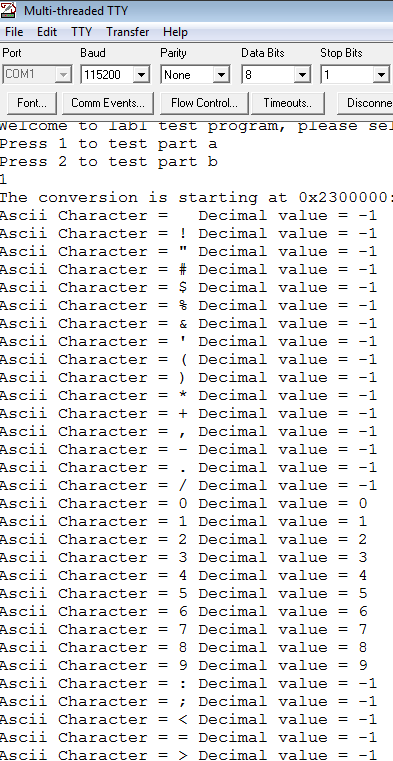 Multi-threaded TTY
File Edit TTY Transfer Help
Port Baud Parity Data Bits Stop Bits
COM1 115200 None 8 1
Font... Comm Events... Flow Control... Timeouts.. Disconne
Welcome to lab1 test program, please sel
Press 1 to test part a
Press 2 to test part b
1
The conversion is starting at 0x2300000:
Ascii Character =   Decimal value = -1
Ascii Character = ! Decimal value = -1
Ascii Character = " Decimal value = -1
Ascii Character = # Decimal value = -1
Ascii Character = $ Decimal value = -1
Ascii Character = % Decimal value = -1
Ascii Character = & Decimal value = -1
Ascii Character = ' Decimal value = -1
Ascii Character = ( Decimal value = -1
Ascii Character = ) Decimal value = -1
Ascii Character = * Decimal value = -1
Ascii Character = + Decimal value = -1
Ascii Character = , Decimal value = -1
Ascii Character = - Decimal value = -1
Ascii Character = . Decimal value = -1
Ascii Character = / Decimal value = -1
Ascii Character = 0 Decimal value = 0
Ascii Character = 1 Decimal value = 1
Ascii Character = 2 Decimal value = 2
Ascii Character = 3 Decimal value = 3
Ascii Character = 4 Decimal value = 4
Ascii Character = 5 Decimal value = 5
Ascii Character = 6 Decimal value = 6
Ascii Character = 7 Decimal value = 7
Ascii Character = 8 Decimal value = 8
Ascii Character = 9 Decimal value = 9
Ascii Character = : Decimal value = -1
Ascii Character = ; Decimal value = -1
Ascii Character = < Decimal value = -1
Ascii Character = = Decimal value = -1
Ascii Character = > Decimal value = -1